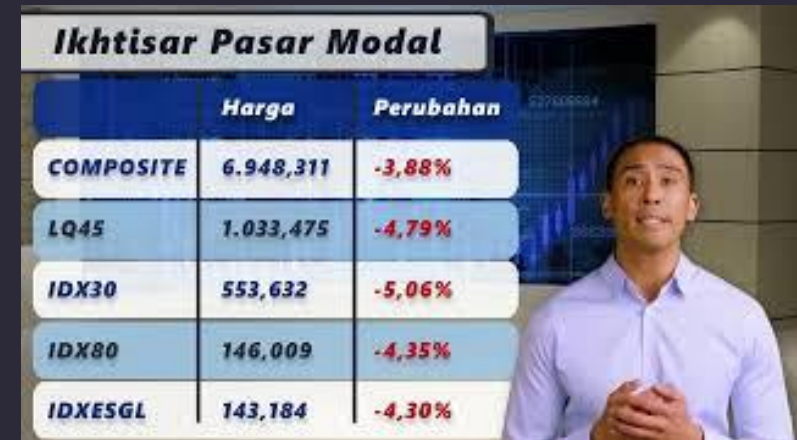 Ikhtisar Pasar Modal
Harga Perubahan
COMPOSITE 6.948,311 -3,88%
LQ45 1.033,475 -4,79%
IDX30 553,632 -5,06%
IDX80 146,009 -4,35%
IDXESGL 143,184 -4,30%